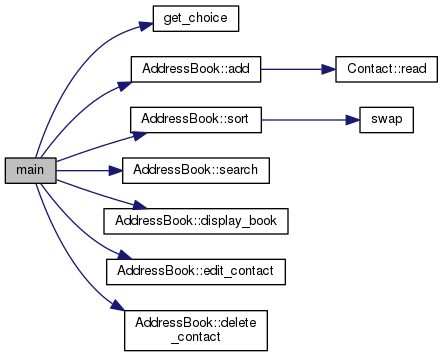 get_choice
AddressBook::add
Contact::read
AddressBook::sort
swap
main
AddressBook::search
AddressBook::display_book
AddressBook::edit_contact
AddressBook::delete
_contact